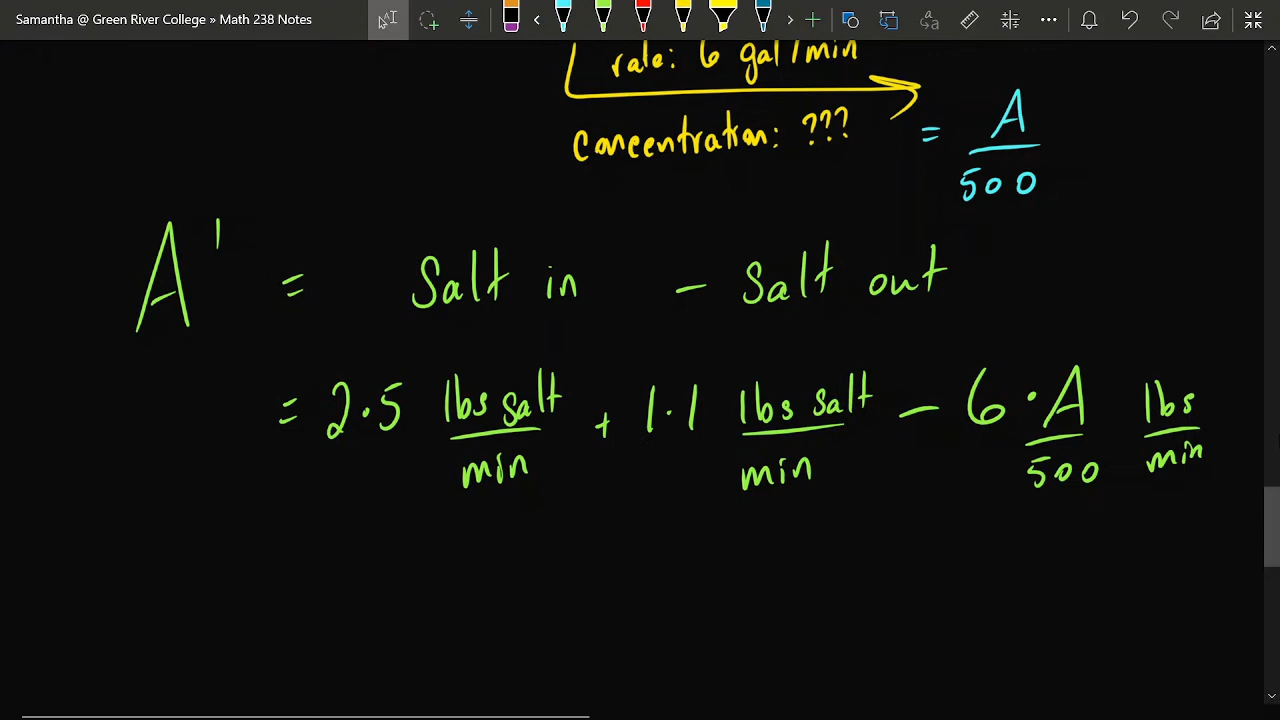 Samantha @ Green River College » Math 238 Notes
rate: 6 gal/min
concentration: ??? = A/500
A' = Salt in - Salt out
= 2.5 lbs salt/min + 1.1 lbs salt/min - 6·A/500 lbs/min